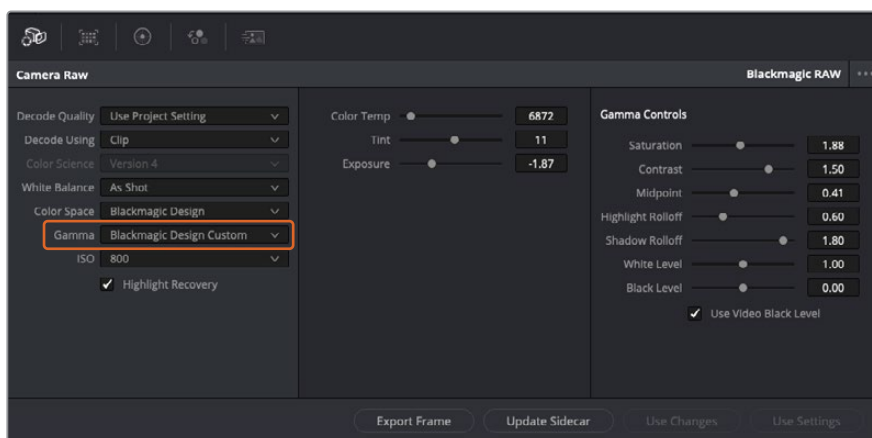 Camera Raw
Blackmagic RAW
Decode Quality Use Project Setting
Decode Using Clip
Color Science Version 4
White Balance As Shot
Color Space Blackmagic Design
Gamma Blackmagic Design Custom
ISO 800
Highlight Recovery
Color Temp 6872
Tint 11
Exposure -1.87
Gamma Controls
Saturation 1.88
Contrast 1.50
Midpoint 0.41
Highlight Rolloff 0.60
Shadow Rolloff 1.80
White Level 1.00
Black Level 0.00
Use Video Black Level
Export Frame
Update Sidecar
Use Changes
Use Settings